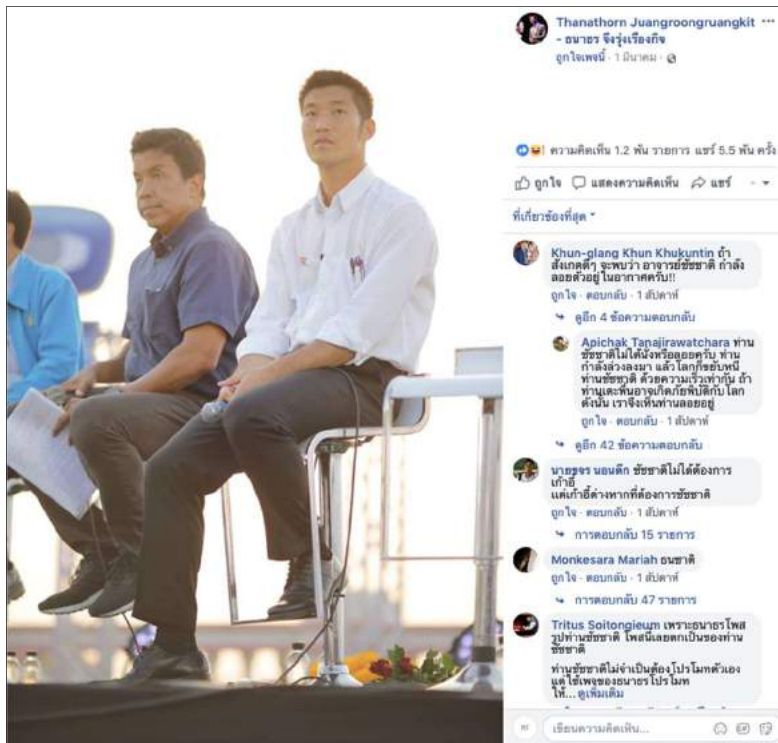 Thanathorn Juangroongruangkit ...
- ธนาธร จึงรุ่งเรืองกิจ
ถูกใจเพจนี้ · 1 มีนาคม ·
ความคิดเห็น 1.2 พัน รายการ แชร์ 5.5 พัน ครั้ง
ถูกใจ แสดงความคิดเห็น แชร์
ที่เกี่ยวข้องที่สุด
Khun-glang Khun Khukuntin ถ้า
สังเกตดีๆ จะพบว่า อาจารย์ชัชชาติ กำลัง
ลอยตัวอยู่ในอากาศครับ!!
ถูกใจ · ตอบกลับ · 1 สัปดาห์
ดูอีก 4 ข้อความตอบกลับ
Apichak Tanajirawatchara ท่าน
ชัชชาติไม่ได้นั่งหรือลอยครับ ท่าน
กำลังล่วงลงมา แล้วโลกก็ขยับหนี
ท่านชัชชาติ ด้วยความเร็วเท่ากัน ถ้า
ท่านเตะพื้นอาจเกิดภัยพิบัติกับโลก
ดังนั้น เราจึงเห็นท่านลอยอยู่
ถูกใจ · ตอบกลับ · 1 สัปดาห์
ดูอีก 42 ข้อความตอบกลับ
นายขจร นอนดึก ชัชชาติไม่ได้ต้องการ
เก้าอี้
แต่เก้าอี้ต่างหากที่ต้องการชัชชาติ
ถูกใจ · ตอบกลับ · 1 สัปดาห์
การตอบกลับ 15 รายการ
Monkesara Mariah ธนชาติ
ถูกใจ · ตอบกลับ · 1 สัปดาห์
การตอบกลับ 47 รายการ
Tritus Soitongieum เพราะธนาธรโพส
รูปท่านชัชชาติ โพสนี้เลยตกเป็นของท่าน
ชัชชาติ
ท่านชัชชาติไม่จำเป็นต้องโปรโมทตัวเอง
แต่ใช้เพจของธนาธรโปรโมท
ให้... ดูเพิ่มเติม
เขียนความคิดเห็น...